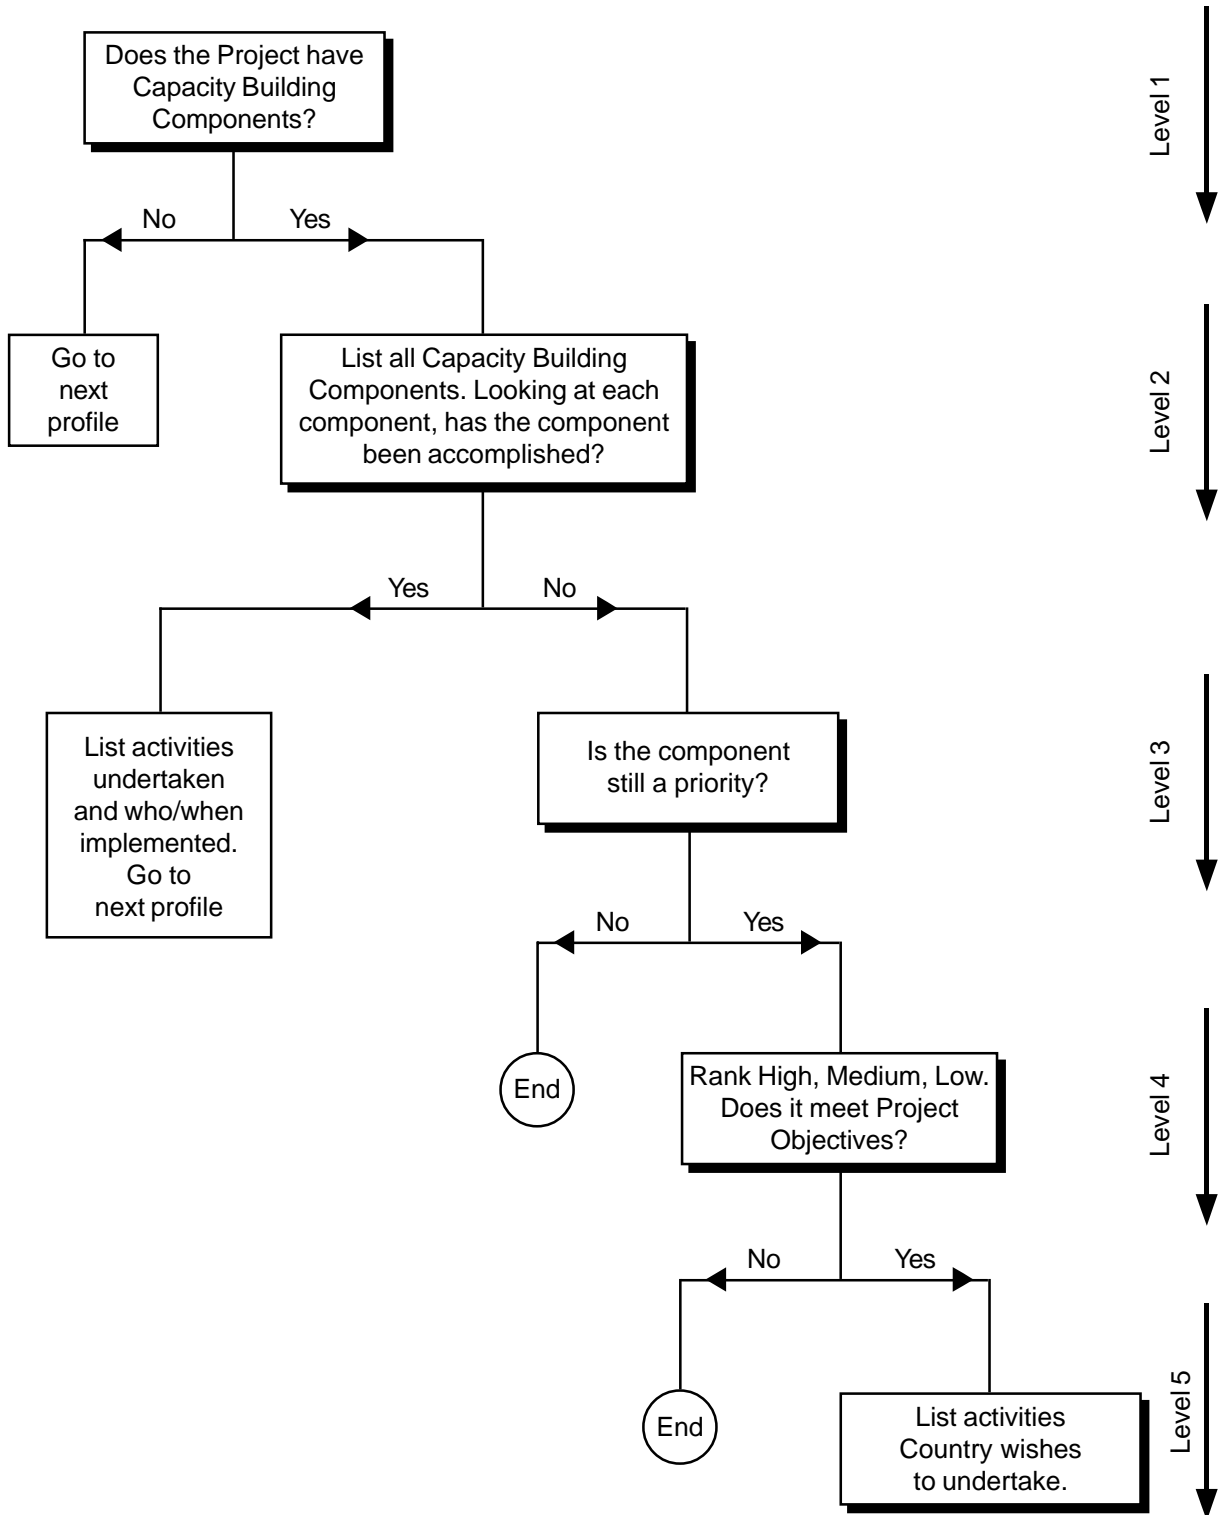 Does the Project have
Capacity Building
Components?
Level 1
No
Yes
Go to
next
profile
List all Capacity Building
Components. Looking at each
component, has the component
been accomplished?
Level 2
Yes
No
List activities
undertaken
and who/when
implemented.
Go to
next profile
Is the component
still a priority?
Level 3
No
Yes
End
Rank High, Medium, Low.
Does it meet Project
Objectives?
Level 4
No
Yes
End
List activities
Country wishes
to undertake.
Level 5